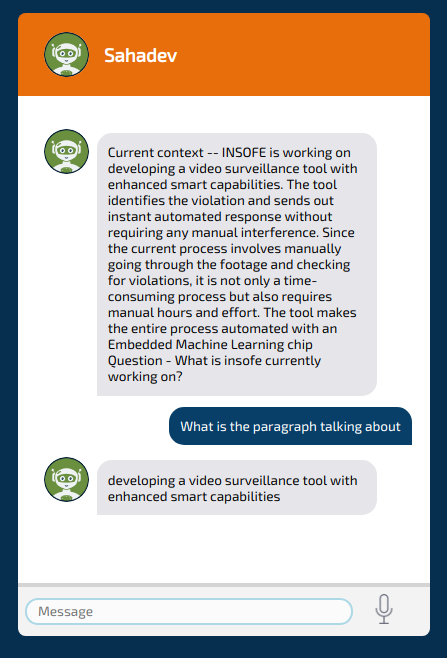 Sahadev
Current context -- INSOFE is working on
developing a video surveillance tool with
enhanced smart capabilities. The tool
identifies the violation and sends out
instant automated response without
requiring any manual interference. Since
the current process involves manually
going through the footage and checking
for violations, it is not only a time-
consuming process but also requires
manual hours and effort. The tool makes
the entire process automated with an
Embedded Machine Learning chip
Question - What is insofe currently
working on?
What is the paragraph talking about
developing a video surveillance tool with
enhanced smart capabilities
Message